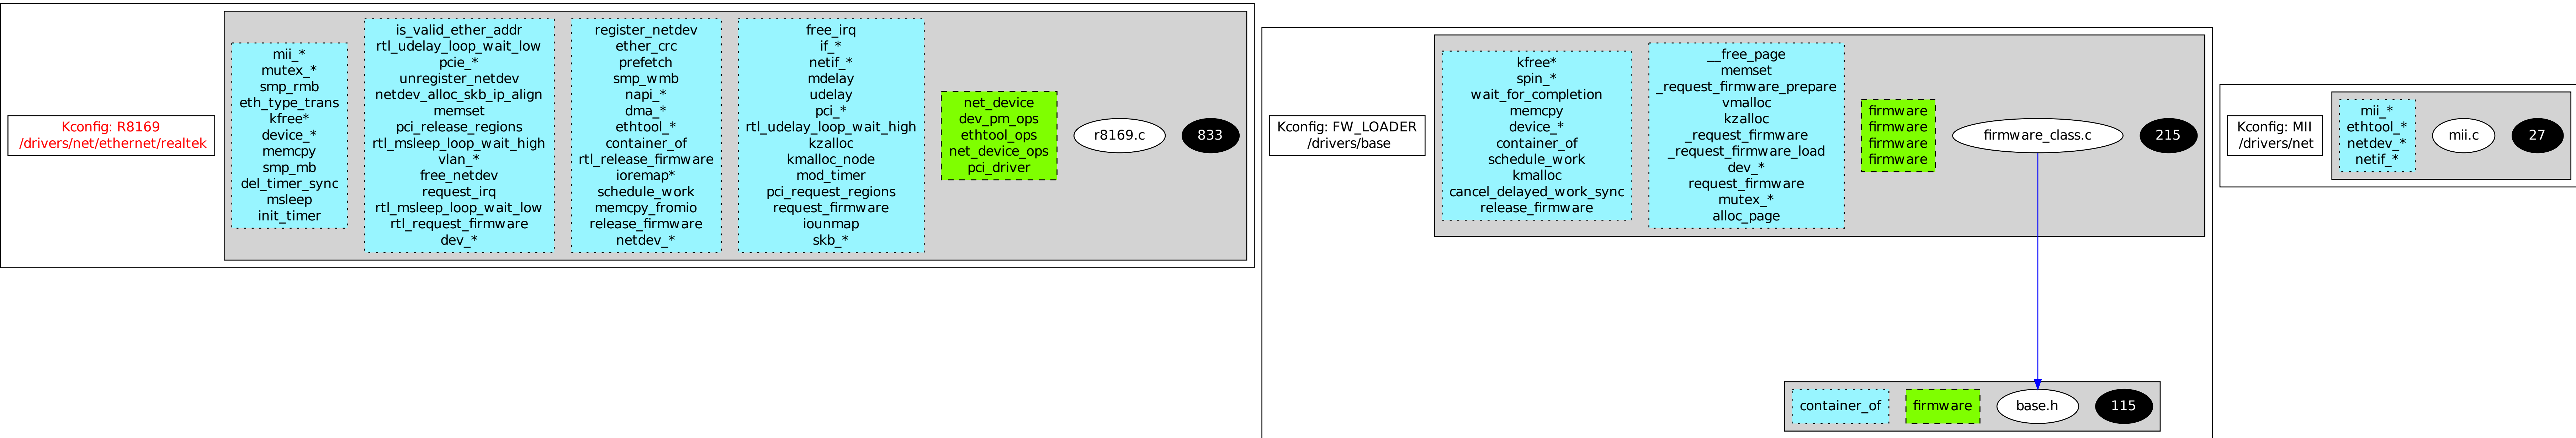 Kconfig: R8169
/drivers/net/ethernet/realtek
mii_*
mutex_*
smp_rmb
eth_type_trans
kfree*
device_*
memcpy
smp_mb
del_timer_sync
msleep
init_timer
is_valid_ether_addr
rtl_udelay_loop_wait_low
pcie_*
unregister_netdev
netdev_alloc_skb_ip_align
memset
pci_release_regions
rtl_msleep_loop_wait_high
vlan_*
free_netdev
request_irq
rtl_msleep_loop_wait_low
rtl_request_firmware
dev_*
register_netdev
ether_crc
prefetch
smp_wmb
napi_*
dma_*
ethtool_*
container_of
rtl_release_firmware
ioremap*
schedule_work
memcpy_fromio
release_firmware
netdev_*
free_irq
if_*
netif_*
mdelay
udelay
pci_*
rtl_udelay_loop_wait_high
kzalloc
kmalloc_node
mod_timer
pci_request_regions
request_firmware
iounmap
skb_*
net_device
dev_pm_ops
ethtool_ops
net_device_ops
pci_driver
r8169.c
833
Kconfig: FW_LOADER
/drivers/base
kfree*
spin_*
wait_for_completion
memcpy
device_*
container_of
schedule_work
kmalloc
cancel_delayed_work_sync
release_firmware
__free_page
memset
_request_firmware_prepare
vmalloc
kzalloc
_request_firmware
_request_firmware_load
dev_*
request_firmware
mutex_*
alloc_page
firmware
firmware
firmware
firmware
firmware_class.c
215
container_of
firmware
base.h
115
Kconfig: MII
/drivers/net
mii_*
ethtool_*
netdev_*
netif_*
mii.c
27